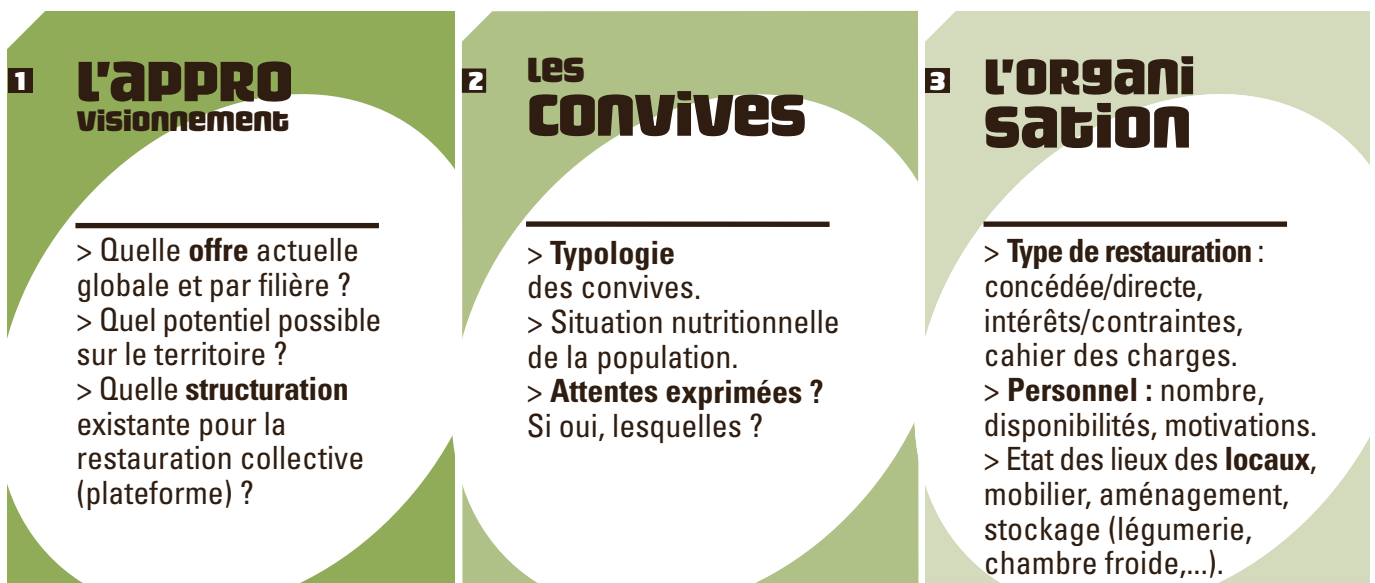 1
L'appro
visionnement
> Quelle offre actuelle
globale et par filière ?
> Quel potentiel possible
sur le territoire ?
> Quelle structuration
existante pour la
restauration collective
(plateforme) ?
2
Les
convives
> Typologie
des convives.
> Situation nutritionnelle
de la population.
> Attentes exprimées ?
Si oui, lesquelles ?
3
L'organi
sation
> Type de restauration :
concédée/directe,
intérêts/contraintes,
cahier des charges.
> Personnel : nombre,
disponibilités, motivations.
> Etat des lieux des locaux,
mobilier, aménagement,
stockage (légumerie,
chambre froide,...).